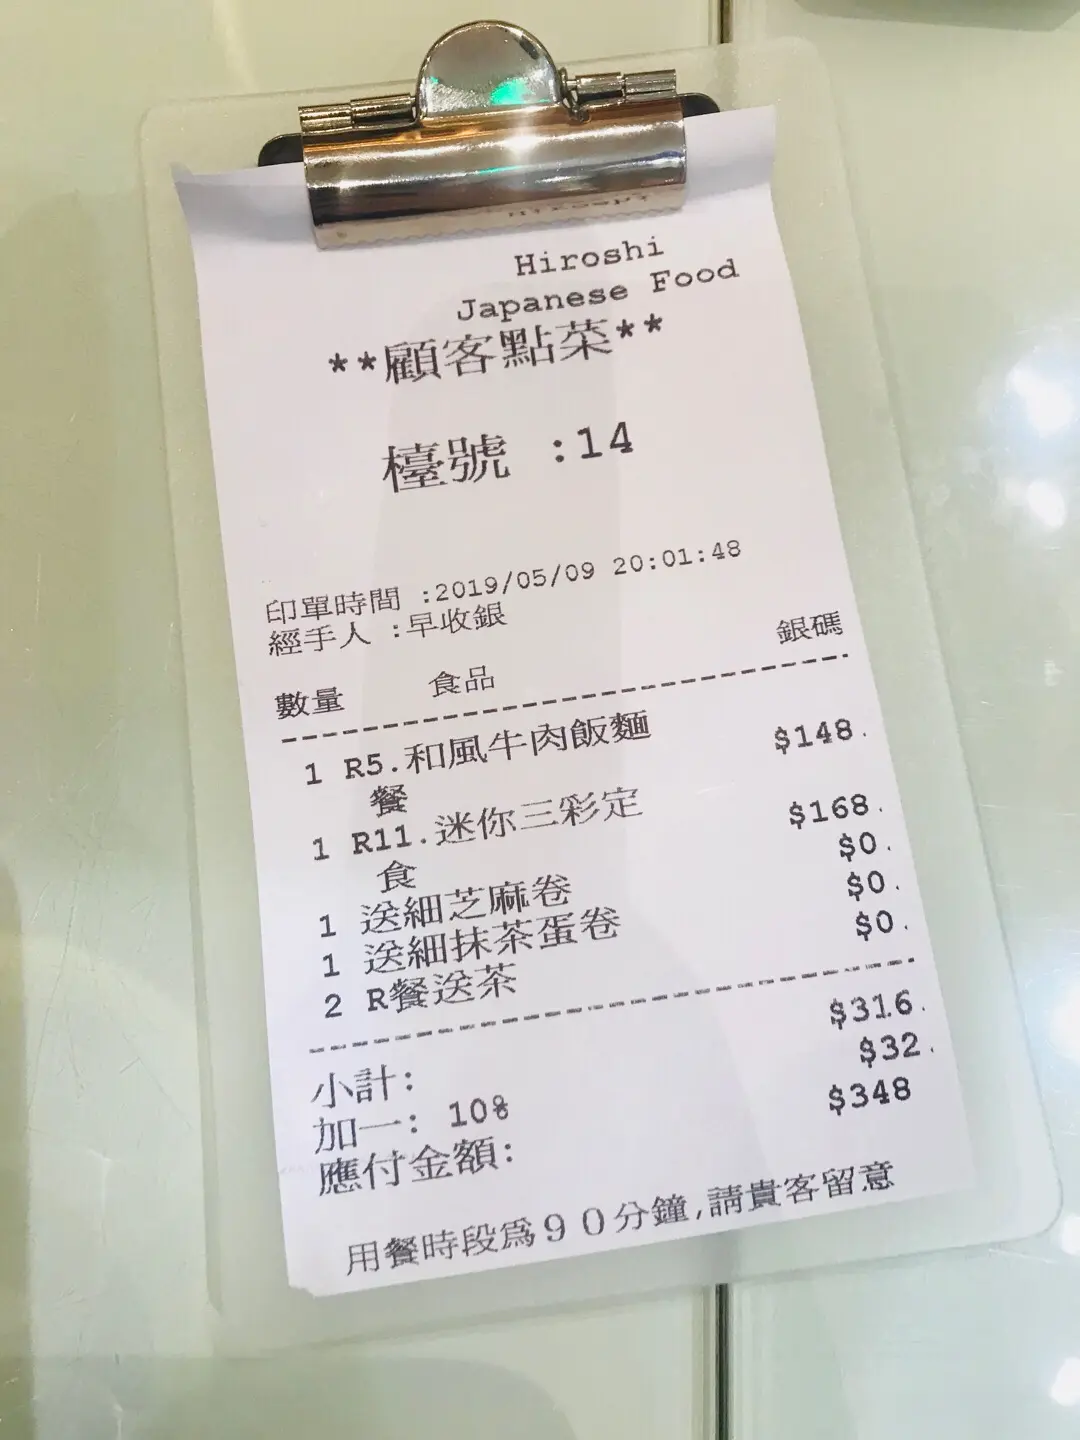 Hiroshi
Japanese Food
**顧客點菜**
檯號 :14
印單時間 :2019/05/09 20:01:48
經手人 :早收銀
數量 食品 銀碼
1 R5.和風牛肉飯麵 $148.
餐
1 R11.迷你三彩定 $168.
食
1 送細芝麻卷 $0.
1 送細抹茶蛋卷 $0.
2 R餐送茶 $0.
小計: $316.
加一: 10% $32.
應付金額: $348
用餐時段爲90分鐘,請貴客留意